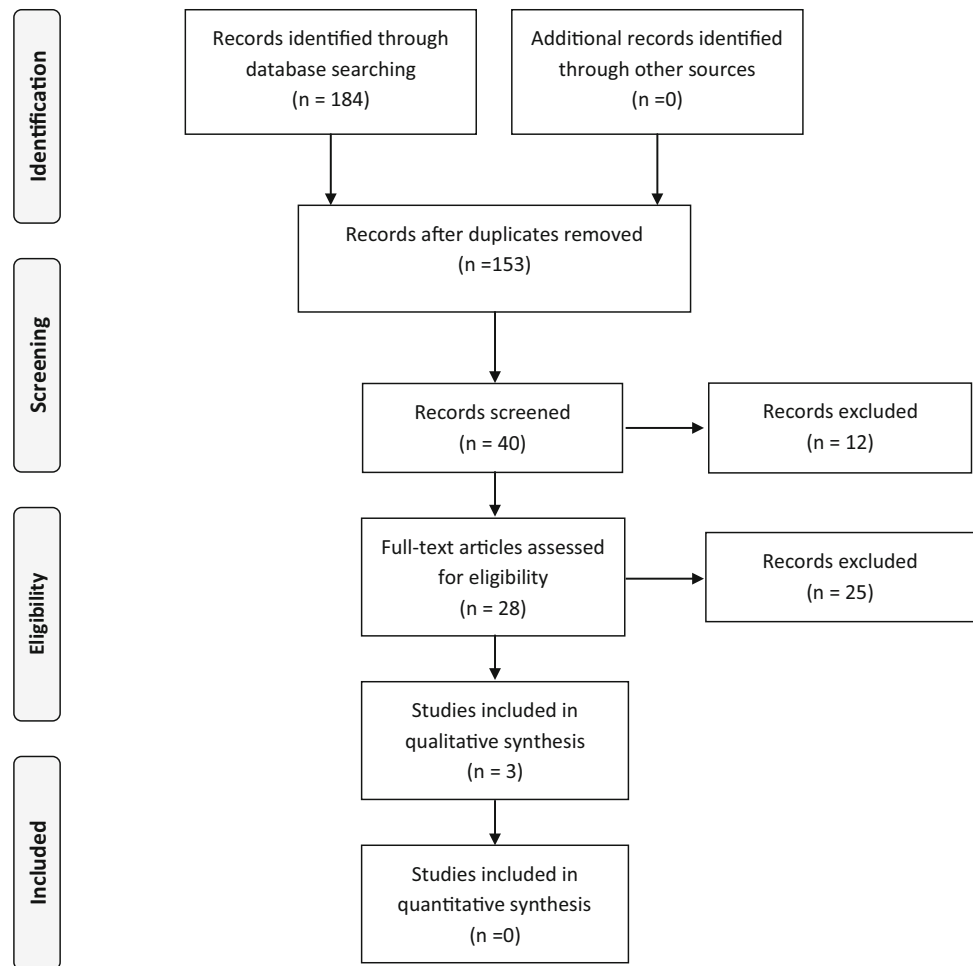 Identification
Records identified through
database searching
(n = 184)
Additional records identified
through other sources
(n =0)
Records after duplicates removed
(n =153)
Screening
Records screened
(n = 40)
Records excluded
(n = 12)
Eligibility
Full-text articles assessed
for eligibility
(n = 28)
Records excluded
(n = 25)
Studies included in
qualitative synthesis
(n = 3)
Included
Studies included in
quantitative synthesis
(n =0)